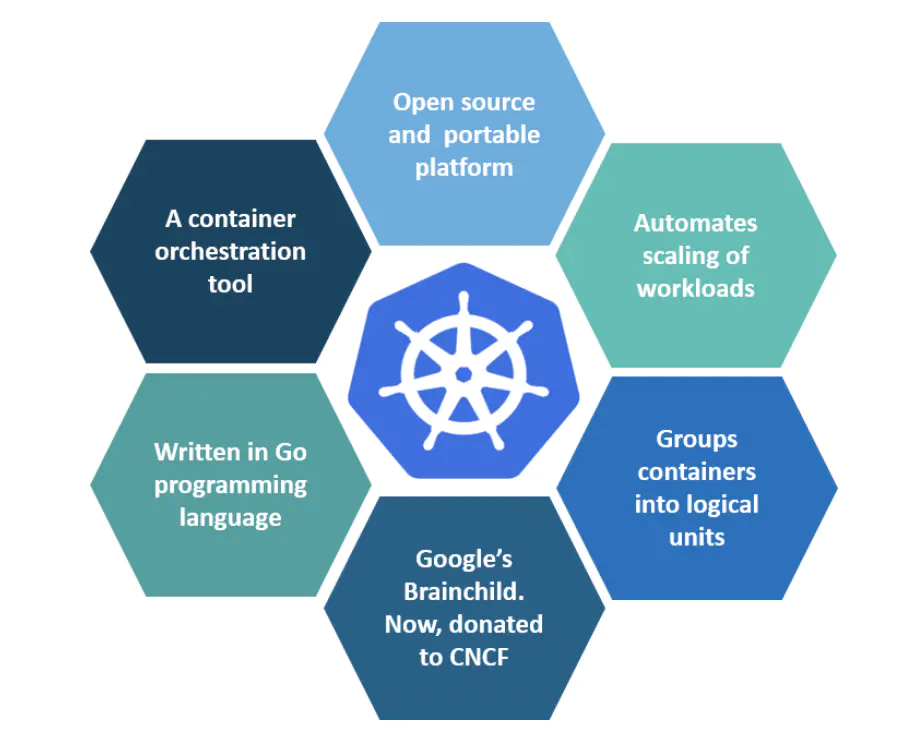 Open source
and portable
platform
A container
orchestration
tool
Automates
scaling of
workloads
Written in Go
programming
language
Groups
containers
into logical
units
Google's
Brainchild.
Now, donated
to CNCF